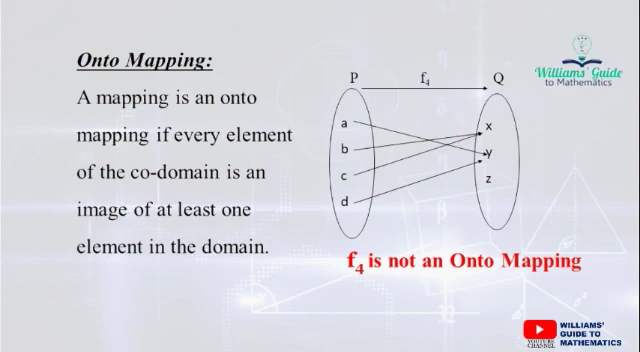 Onto Mapping:
A mapping is an onto
mapping if every element
of the co-domain is an
image of at least one
element in the domain.
P f₄ Q
a
b
c
d
x
y
z
f₄ is not an Onto Mapping
Williams' Guide
to Mathematics
YOUTUBE
CHANNEL
WILLIAMS'
GUIDE TO
MATHEMATICS